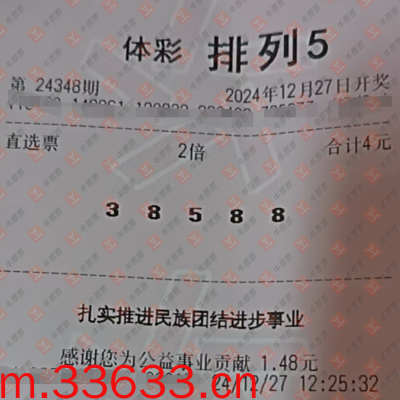 体彩 排列5
第 24348期 2024年12月27日开奖
直选票 2倍 合计4元
3 8 5 8 8
扎实推进民族团结进步事业
感谢您为公益事业贡献 1.48元
24/12/27 12:25:32
m.33633.cn